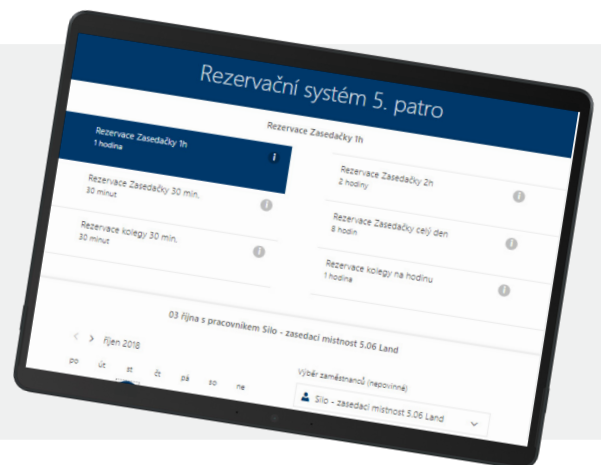 Rezervační systém 5. patro
Rezervace Zasedačky 1h
Rezervace Zasedačky 1h
1 hodina
Rezervace Zasedačky 30 min.
30 minut
Rezervace kolegy 30 min.
30 minut
Rezervace Zasedačky 2h
2 hodiny
Rezervace Zasedačky celý den
8 hodin
Rezervace kolegy na hodinu
1 hodina
03 října s pracovníkem Silo - zasedací místnost 5.06 Land
< > říjen 2018
po út st čt pá so ne
Výběr zaměstnanců (nepovinné)
Silo - zasedací místnost 5.06 Land